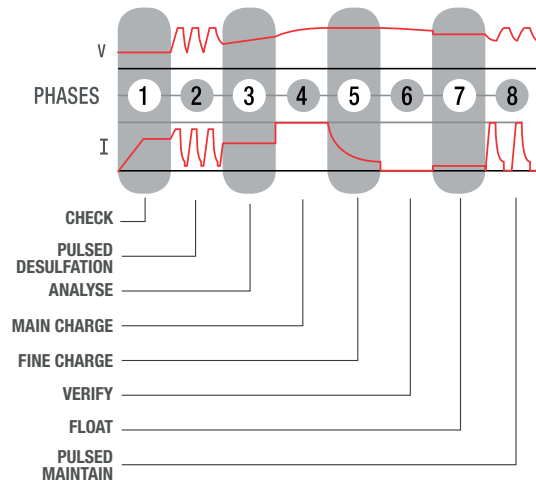 V
PHASES 1 2 3 4 5 6 7 8
I
CHECK
PULSED
DESULFATION
ANALYSE
MAIN CHARGE
FINE CHARGE
VERIFY
FLOAT
PULSED
MAINTAIN